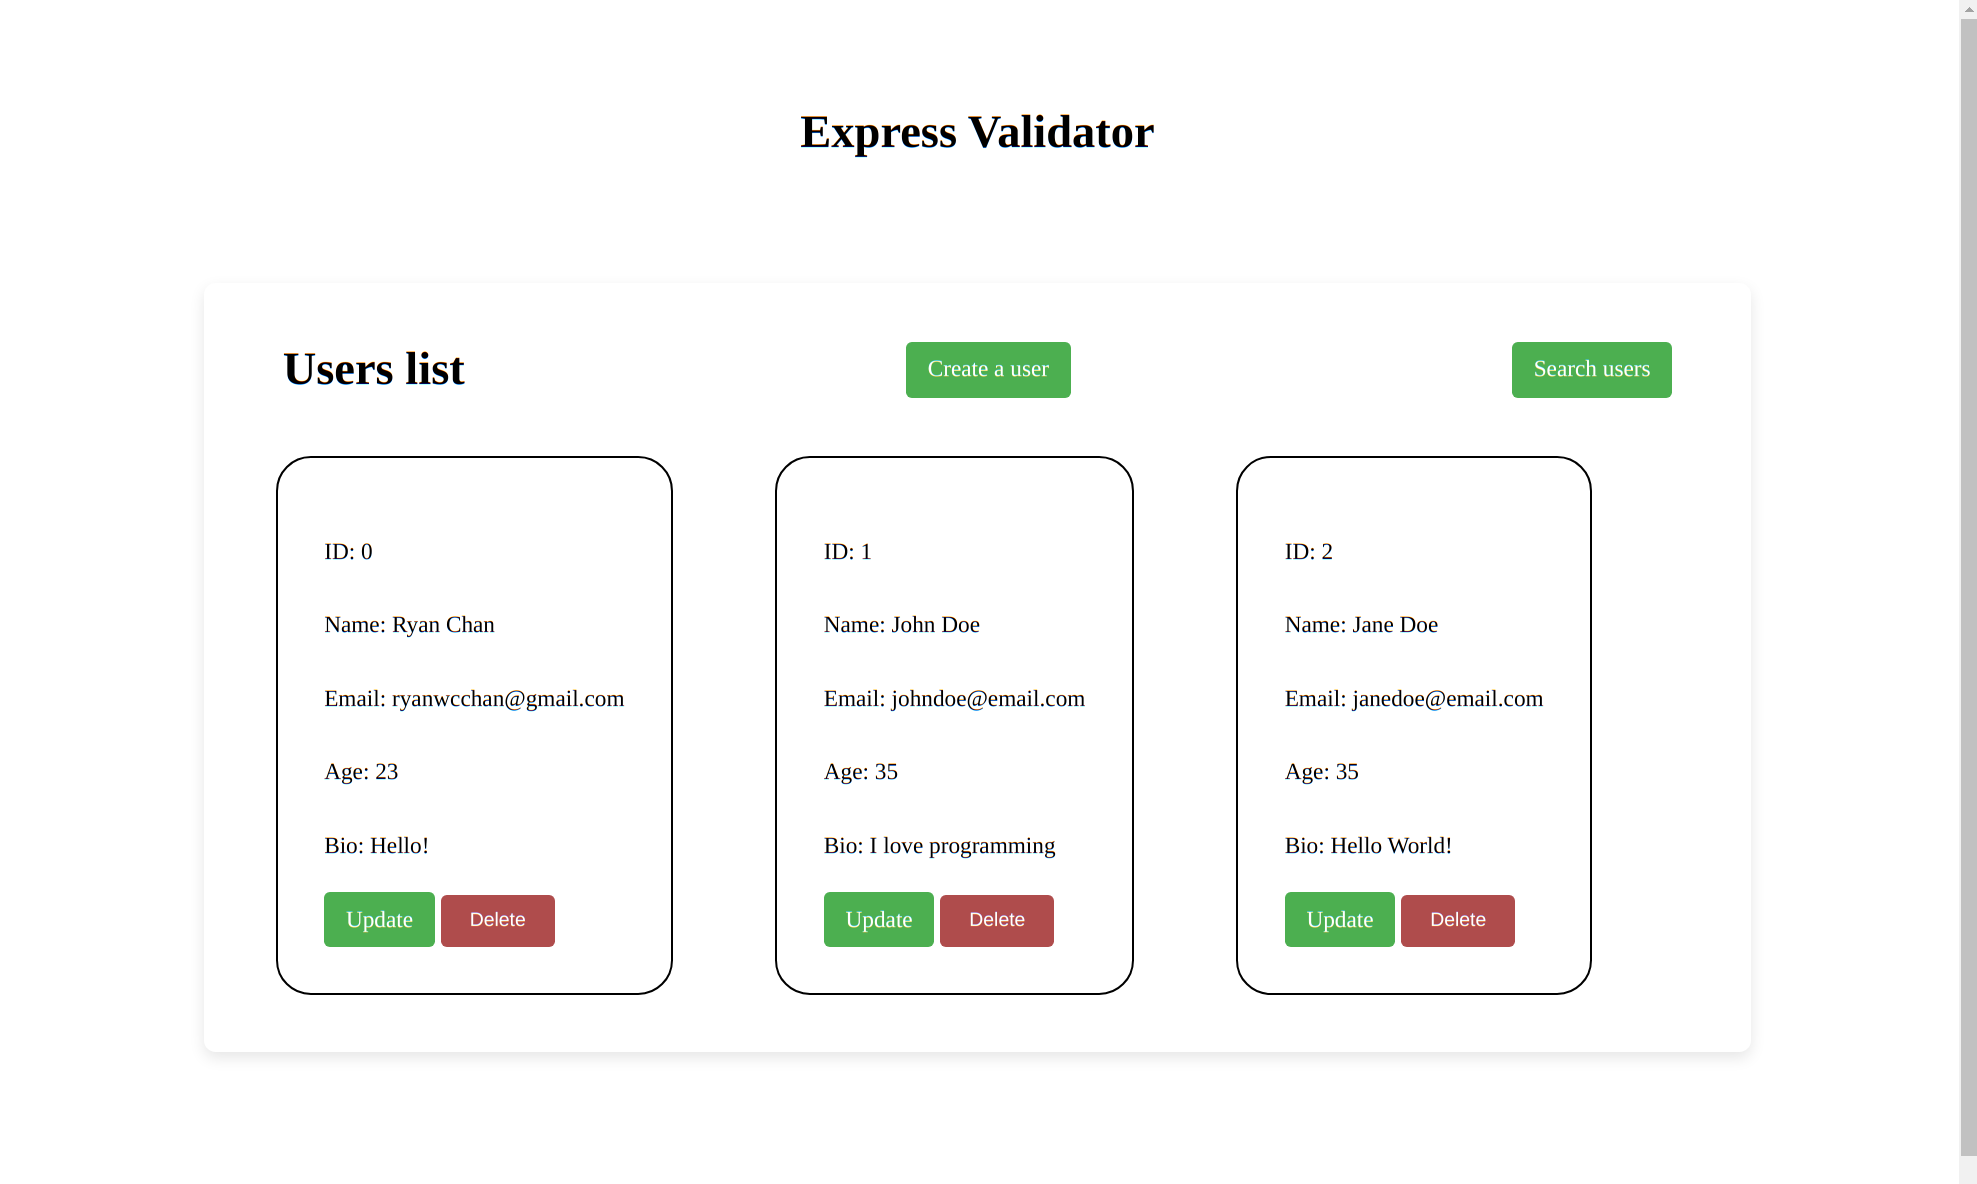 Express Validator
Users list
Create a user
Search users
ID: 0
Name: Ryan Chan
Email: ryanwcchan@gmail.com
Age: 23
Bio: Hello!
Update Delete
ID: 1
Name: John Doe
Email: johndoe@email.com
Age: 35
Bio: I love programming
Update Delete
ID: 2
Name: Jane Doe
Email: janedoe@email.com
Age: 35
Bio: Hello World!
Update Delete